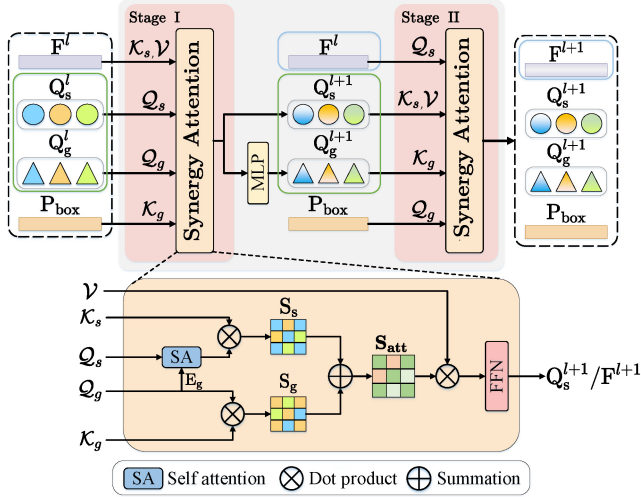 Stage I
Stage II
F^l
Q_s^l
Q_g^l
P_box
𝒦_s,𝒱
𝒬_s
𝒬_g
𝒦_g
Synergy Attention
MLP
F^l
Q_s^{l+1}
Q_g^{l+1}
P_box
𝒬_s
𝒦_s,𝒱
𝒦_g
𝒬_g
Synergy Attention
F^{l+1}
Q_s^{l+1}
Q_g^{l+1}
P_box
𝒱
𝒦_s
𝒬_s
𝒬_g
𝒦_g
SA
E_g
S_s
S_g
S_att
FFN
Q_s^{l+1}/F^{l+1}
SA Self attention Dot product Summation